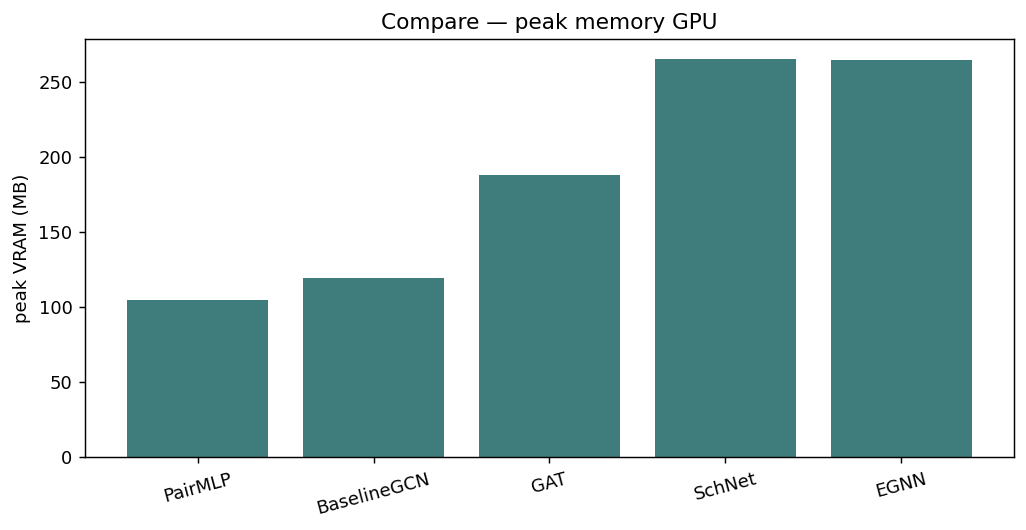 Compare — peak memory GPU
peak VRAM (MB)
250
200
150
100
50
0
PairMLP
BaselineGCN
GAT
SchNet
EGNN